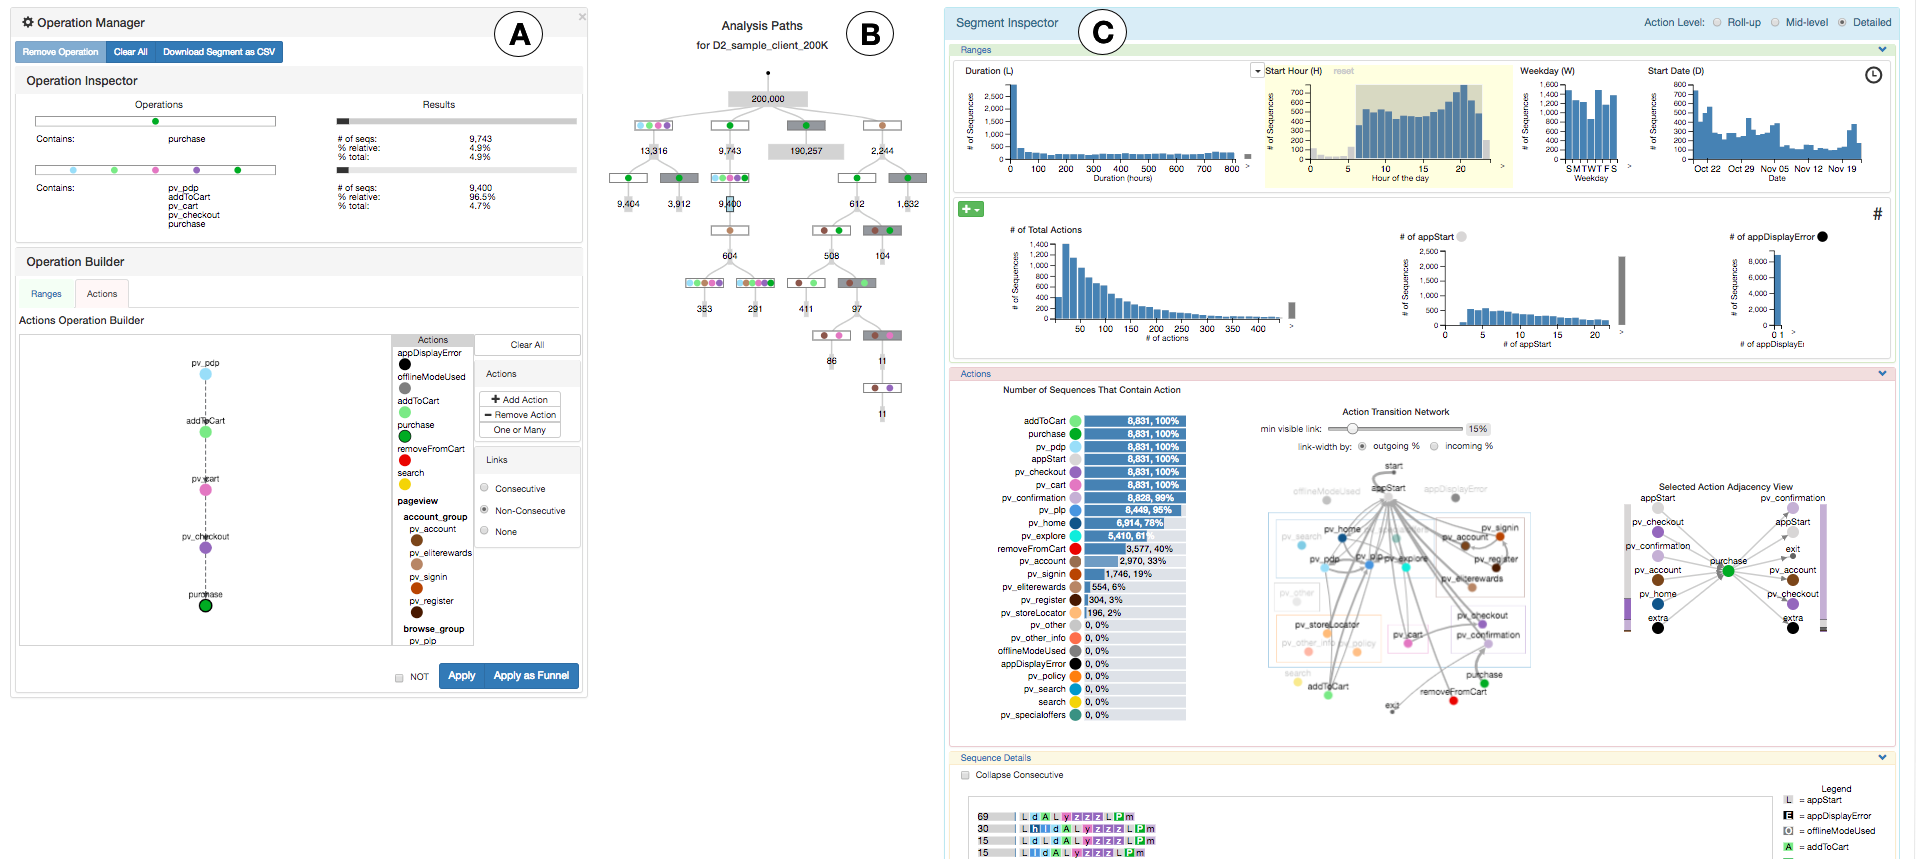 Operation Manager
A
Remove Operation Clear All Download Segment as CSV
Operation Inspector
Operations Results
Contains: purchase
# of seqs: 9,743
% relative: 4.9%
% total: 4.9%
Contains: pv_pdp
addToCart
pv_cart
pv_checkout
purchase
# of seqs: 9,400
% relative: 96.5%
% total: 4.7%
Operation Builder
Ranges Actions
Actions Operation Builder
pv_pdp
addToCart
pv_cart
pv_checkout
purchase
Actions
appDisplayError
offlineModeUsed
addToCart
purchase
removeFromCart
search
pageview
account_group
pv_account
pv_eliterewards
pv_signin
pv_register
browse_group
pv_plp
Clear All
Actions
Add Action
Remove Action
One or Many
Links
Consecutive
Non-Consecutive
None
NOT Apply Apply as Funnel
Analysis Paths
for D2_sample_client_200K
B
200,000
13,316 9,743 190,257 2,244
9,404 3,912 9,400 612 1,632
604 508 104
353 291 411 97
86 11
11
Segment Inspector
C
Action Level: Roll-up Mid-level Detailed
Ranges
Duration (L)
# of Sequences
2,500
2,000
1,500
1,000
500
0
0 100 200 300 400 500 600 700 800
>
Duration (hours)
Start Hour (H) reset
# of Sequences
700
600
500
400
300
200
100
0
0 5 10 15 20
>
Hour of the day
Weekday (W)
# of Sequences
1,600
1,400
1,200
1,000
800
600
400
200
0
S M T W T F S
>
Weekday
Start Date (D)
# of Sequences
800
700
600
500
400
300
200
100
0
Oct 22 Oct 29 Nov 05 Nov 12 Nov 19
Date
#
# of Total Actions
# of Sequences
1,400
1,200
1,000
800
600
400
200
0
50 100 150 200 250 300 350 400
>
# of actions
# of appStart
# of Sequences
2,500
2,000
1,500
1,000
500
0
0 5 10 15 20
>
# of appStart
# of appDisplayError
# of Sequences
8,000
6,000
4,000
2,000
0
0 1
>
# of appDisplayEr
Actions
Number of Sequences That Contain Action
addToCart 8,831, 100%
purchase 8,831, 100%
pv_pdp 8,831, 100%
appStart 8,831, 100%
pv_checkout 8,831, 100%
pv_cart 8,831, 100%
pv_confirmation 8,828, 99%
pv_plp 8,449, 95%
pv_home 6,914, 78%
pv_explore 5,410, 61%
removeFromCart 3,577, 40%
pv_account 2,970, 33%
pv_signin 1,746, 19%
pv_eliterewards 554, 6%
pv_register 304, 3%
pv_storeLocator 196, 2%
pv_other 0, 0%
pv_other_info 0, 0%
offlineModeUsed 0, 0%
appDisplayError 0, 0%
pv_policy 0, 0%
pv_search 0, 0%
search 0, 0%
pv_specialoffers 0, 0%
Action Transition Network
min visible link: 15%
link-width by: outgoing % incoming %
start
offlineModeUsed appStart appDisplayError
pv_home pv_signin
pv_search pv_account
pv_pdp pv_plp pv_explore pv_register
pv_eliterewards
pv_other
pv_checkout
pv_storeLocator
pv_cart pv_confirmation
pv_other_info pv_policy
search purchase
addToCart removeFromCart
exit
Selected Action Adjacency View
appStart pv_confirmation
pv_checkout appStart
pv_confirmation exit
purchase
pv_account pv_account
pv_home pv_checkout
extra extra
Sequence Details
Collapse Consecutive
69 L d A L y z z z L P m
30 L h l d A L y z z z L P m
15 L d L d A L y z z z L P m
15 L l d A L y z z z L P m
Legend
L = appStart
E = appDisplayError
O = offlineModeUsed
A = addToCart